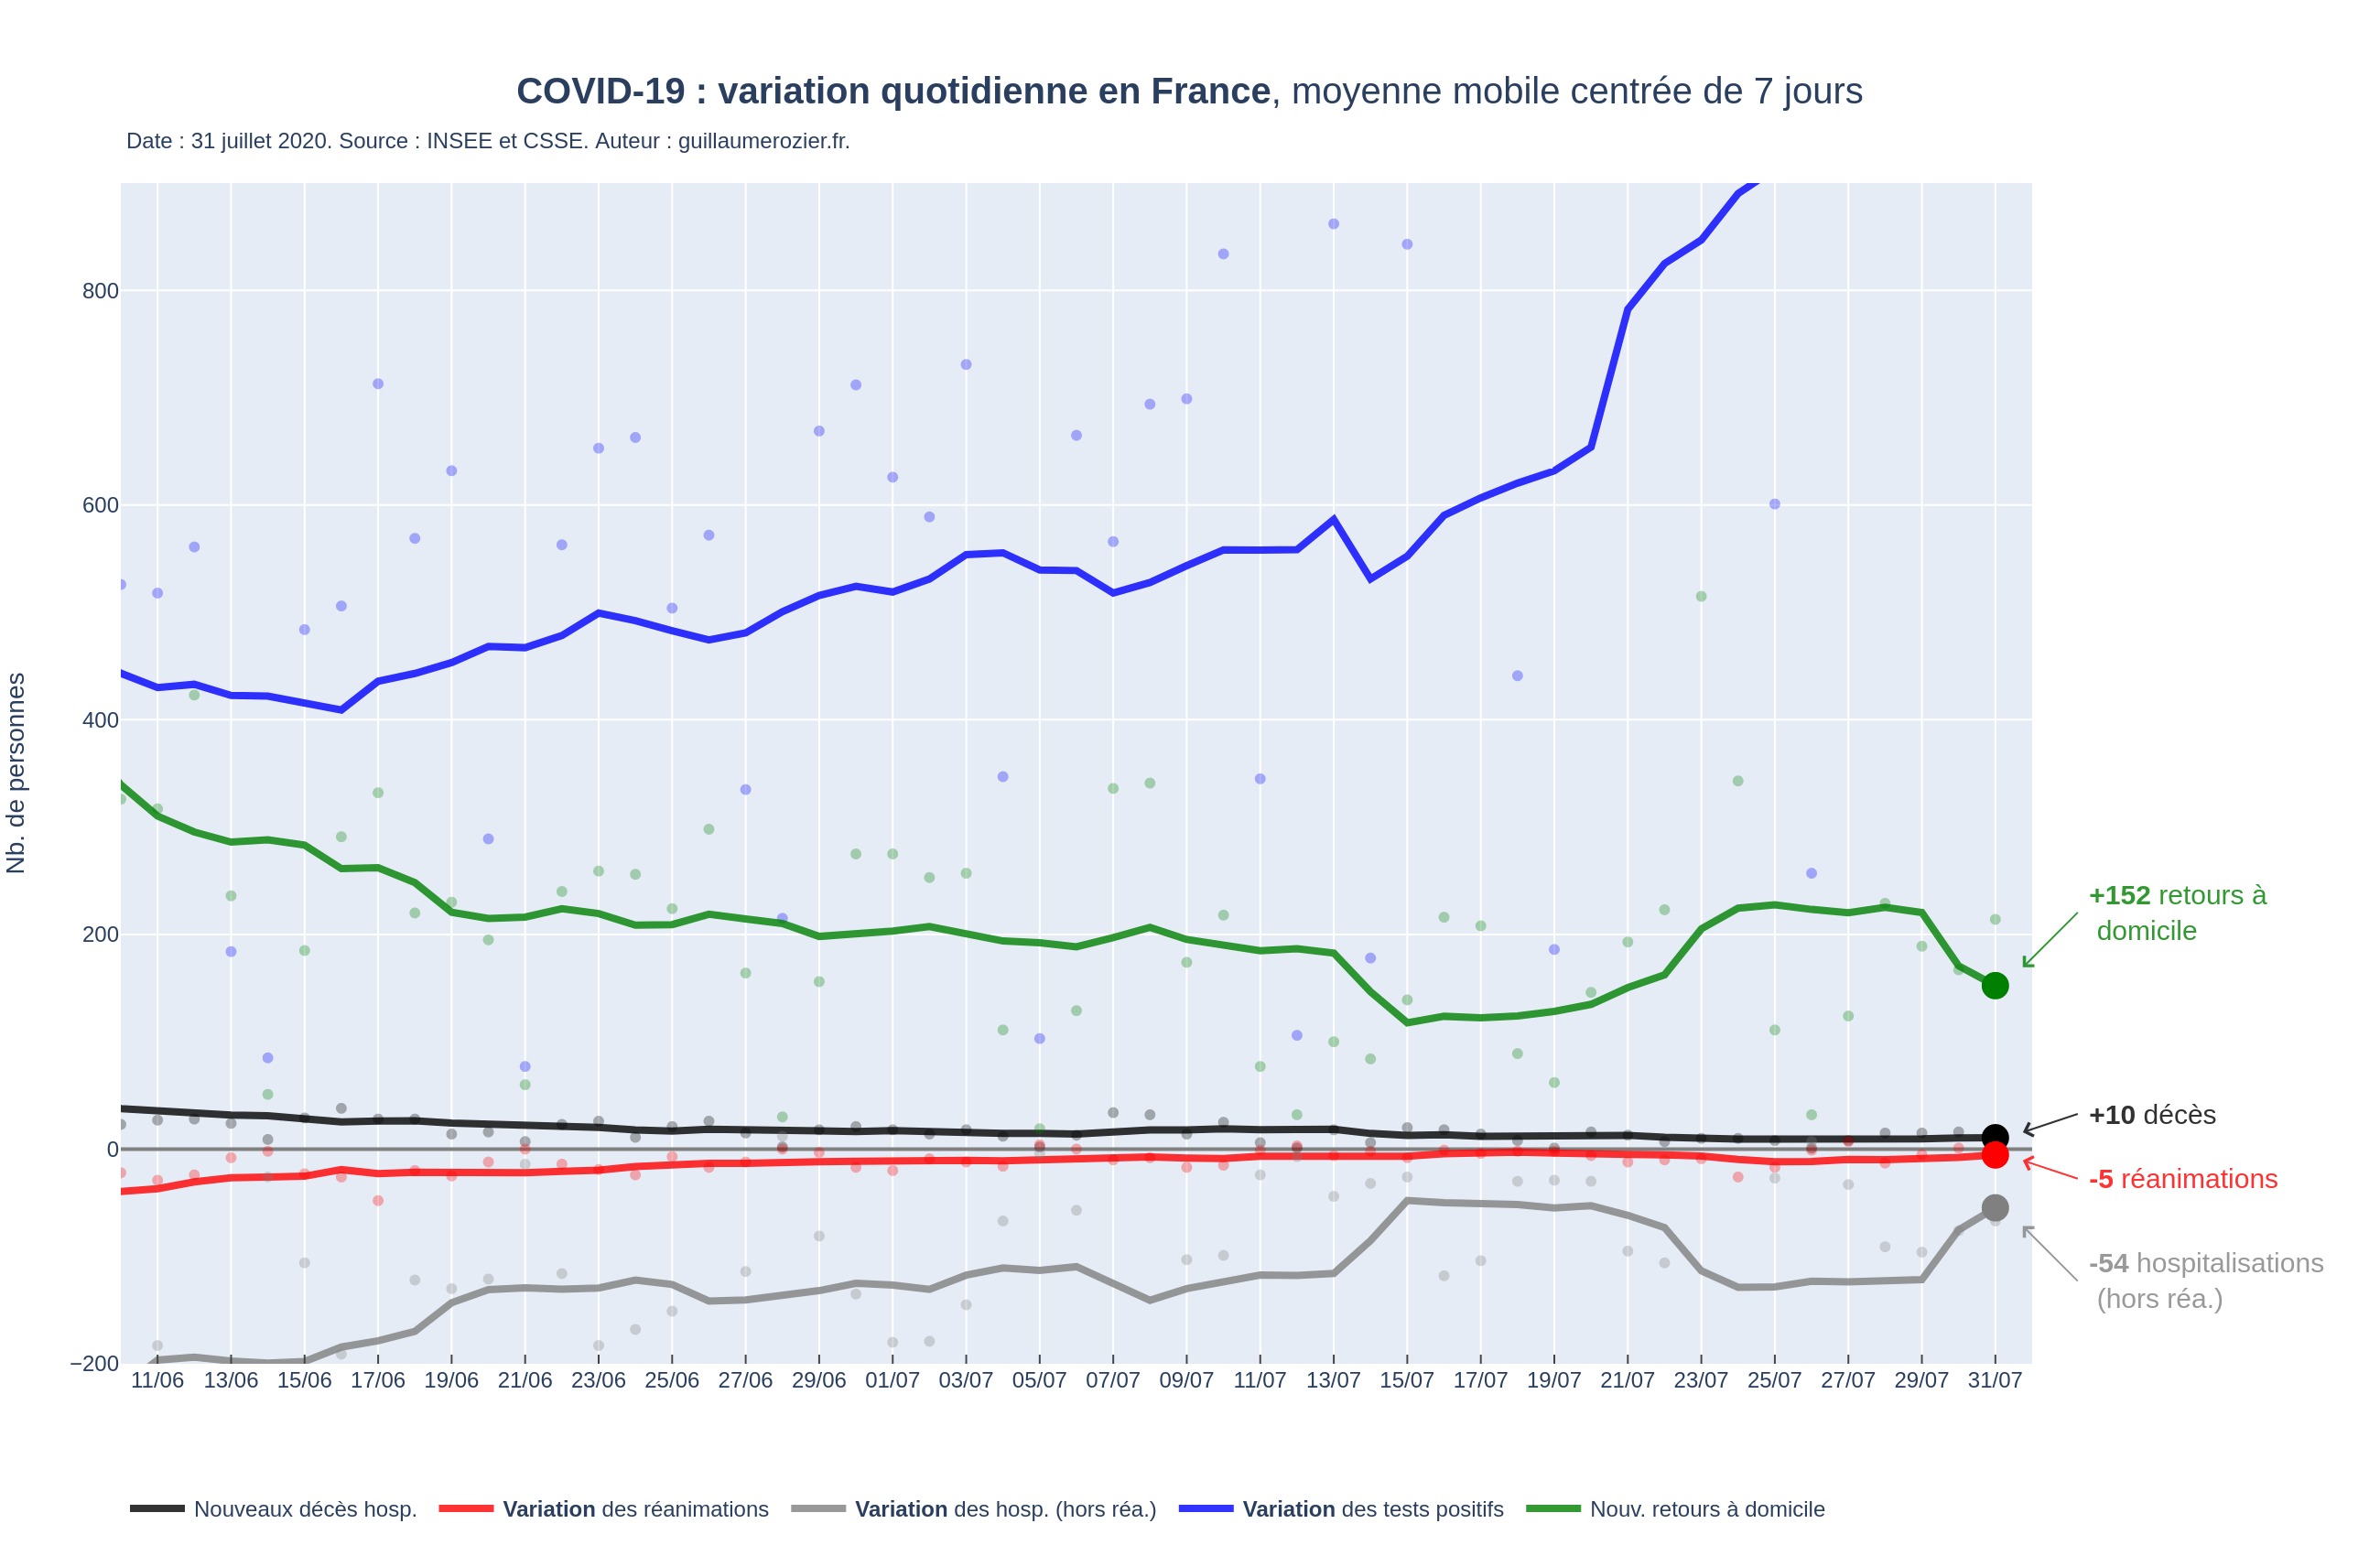 COVID-19 : variation quotidienne en France, moyenne mobile centrée de 7 jours
Date : 31 juillet 2020. Source : INSEE et CSSE. Auteur : guillaumerozier.fr.
Nb. de personnes
800
600
400
200
0
−200
+152 retours à
domicile
+10 décès
-5 réanimations
-54 hospitalisations
(hors réa.)
11/06 13/06 15/06 17/06 19/06 21/06 23/06 25/06 27/06 29/06 01/07 03/07 05/07 07/07 09/07 11/07 13/07 15/07 17/07 19/07 21/07 23/07 25/07 27/07 29/07 31/07
Nouveaux décès hosp. Variation des réanimations Variation des hosp. (hors réa.) Variation des tests positifs Nouv. retours à domicile